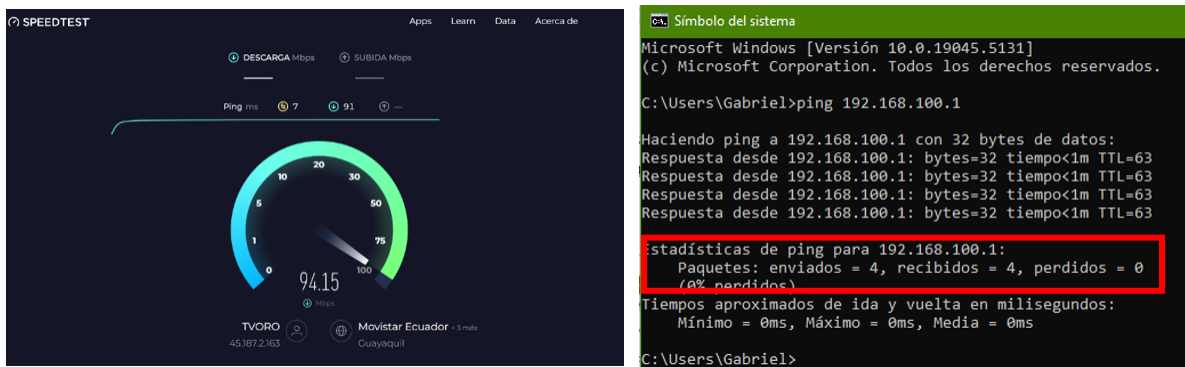 SPEEDTEST
Apps Learn Data Acerca de
DESCARGA Mbps SUBIDA Mbps
Ping ms 7 91 —
0
1
5
10
20
30
50
75
100
94.15
Mbps
TVORO
45.187.2.163
Movistar Ecuador + 3 más
Guayaquil
Símbolo del sistema
Microsoft Windows [Versión 10.0.19045.5131]
(c) Microsoft Corporation. Todos los derechos reservados.
C:\Users\Gabriel>ping 192.168.100.1
Haciendo ping a 192.168.100.1 con 32 bytes de datos:
Respuesta desde 192.168.100.1: bytes=32 tiempo<1m TTL=63
Respuesta desde 192.168.100.1: bytes=32 tiempo<1m TTL=63
Respuesta desde 192.168.100.1: bytes=32 tiempo<1m TTL=63
Respuesta desde 192.168.100.1: bytes=32 tiempo<1m TTL=63
Estadísticas de ping para 192.168.100.1:
Paquetes: enviados = 4, recibidos = 4, perdidos = 0
(0% perdidos)
Tiempos aproximados de ida y vuelta en milisegundos:
Mínimo = 0ms, Máximo = 0ms, Media = 0ms
C:\Users\Gabriel>